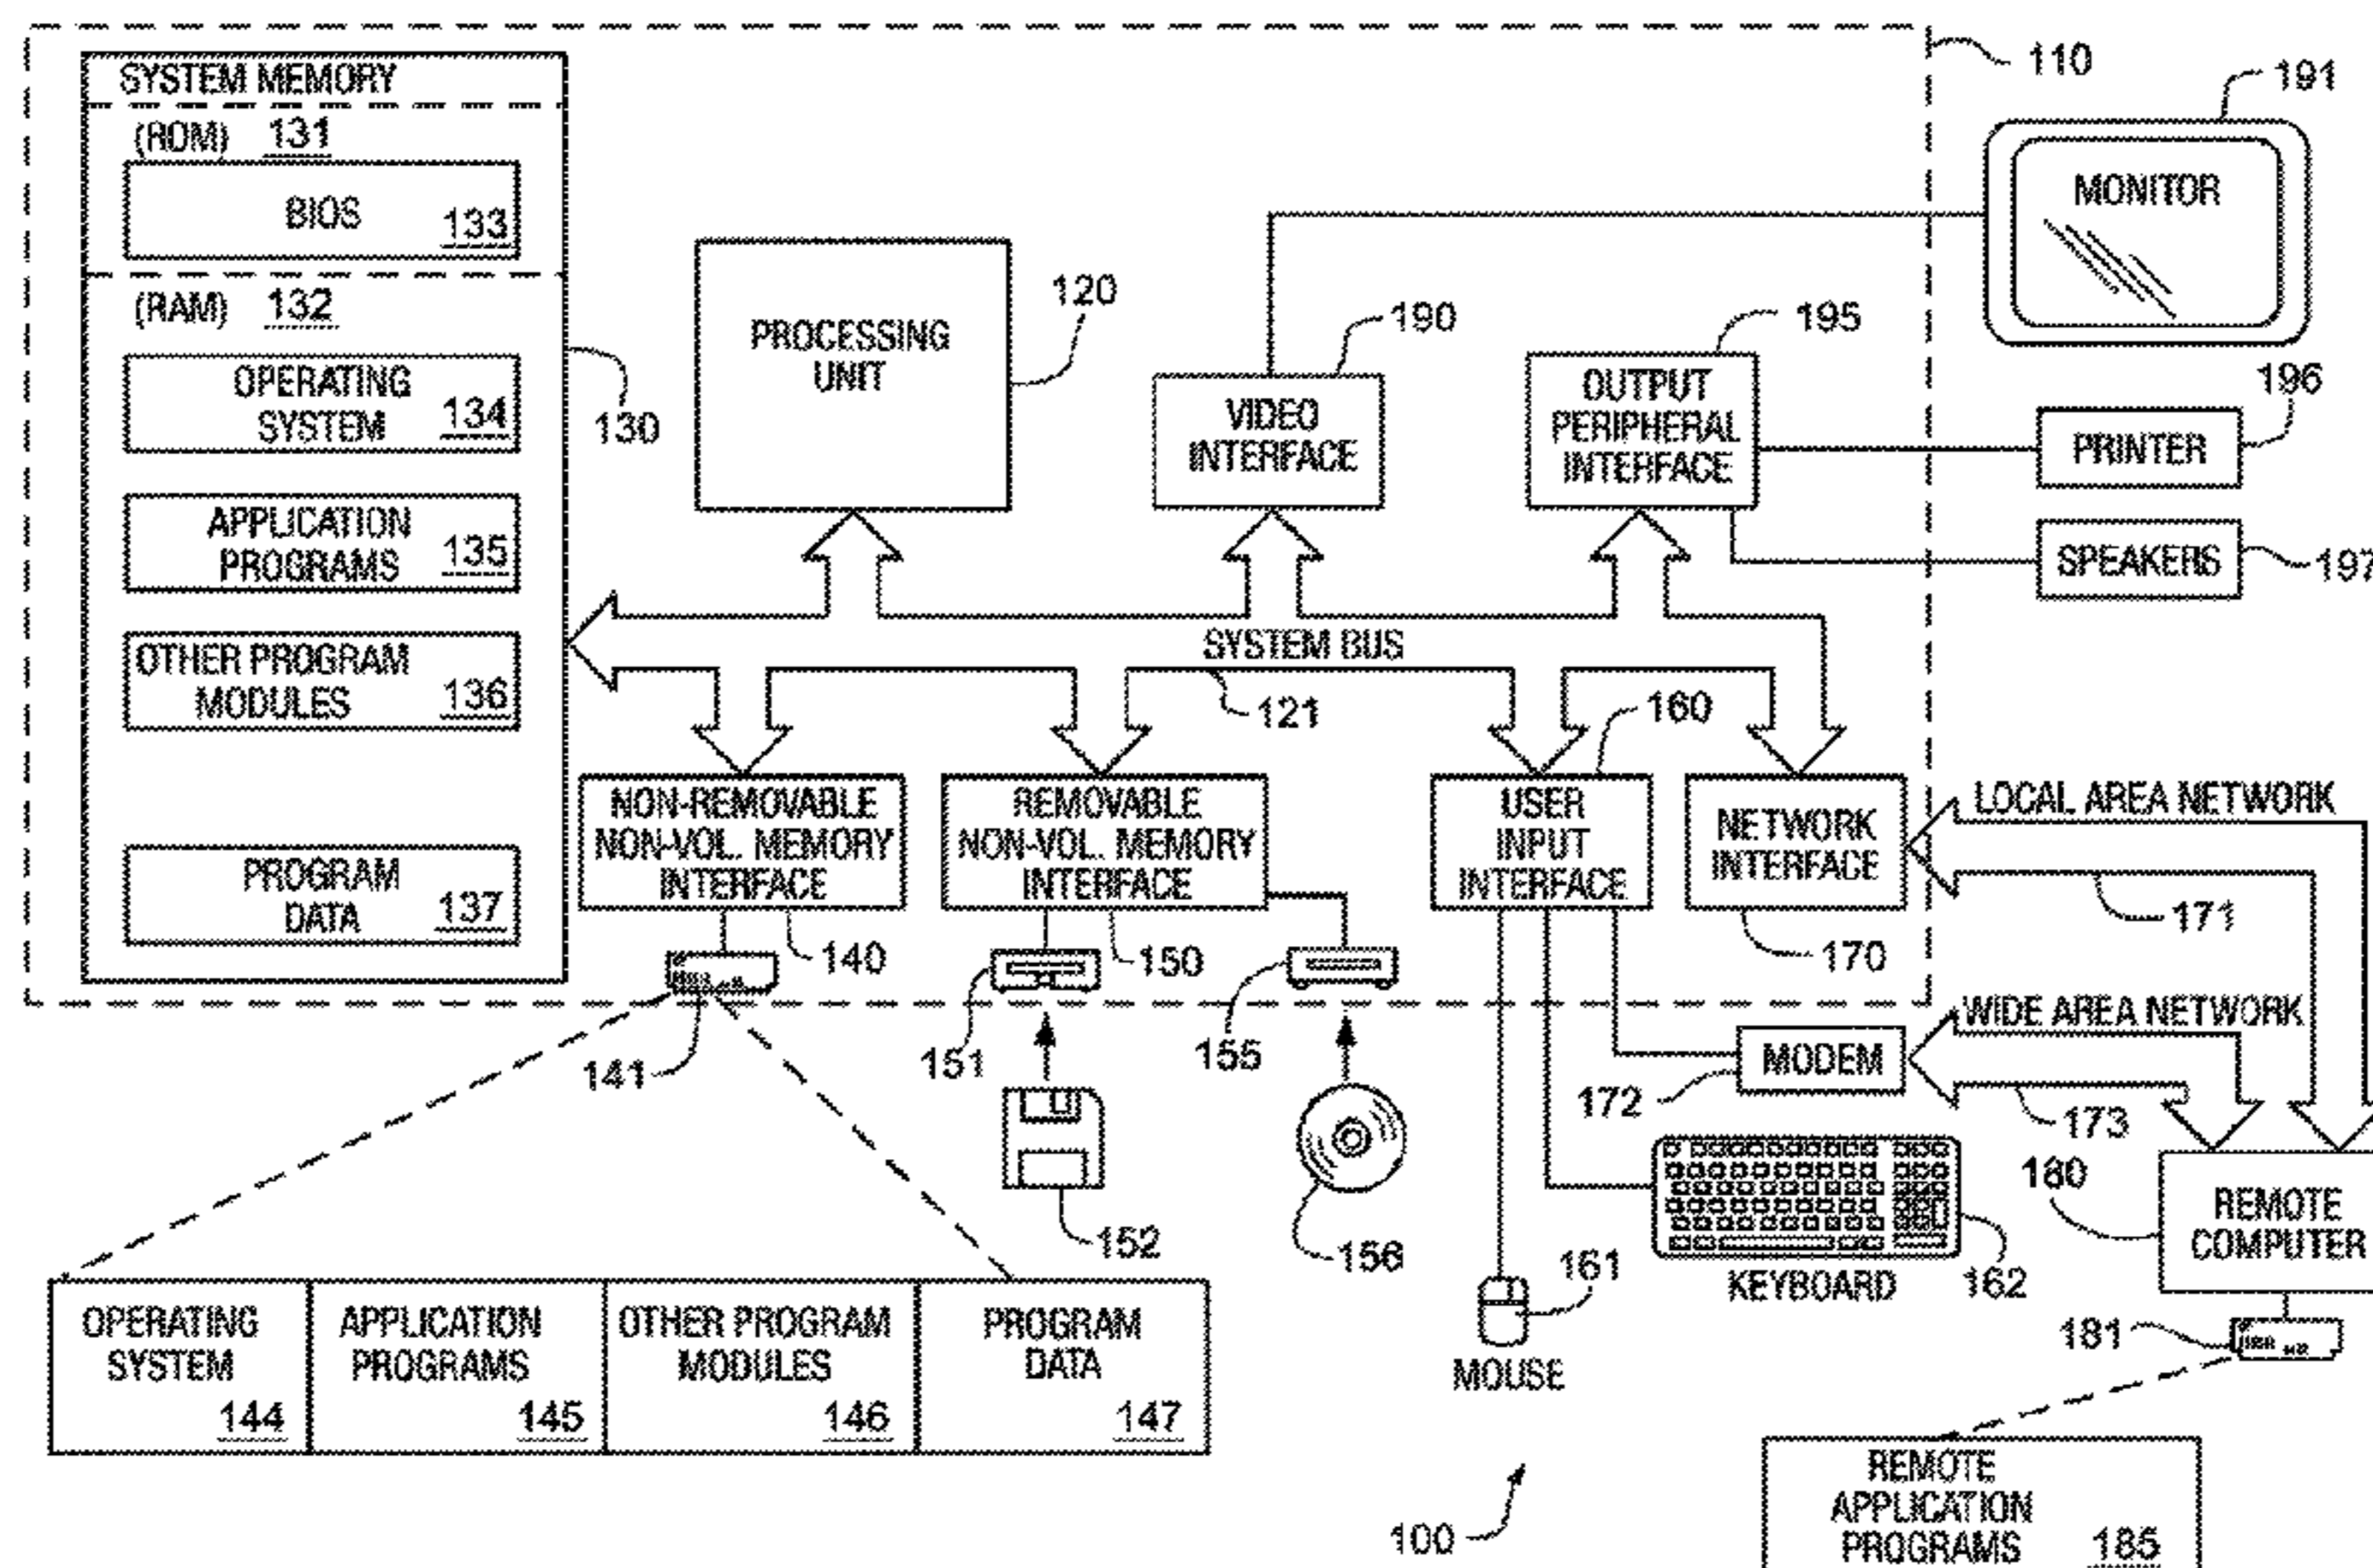 110
191
SYSTEM MEMORY
(ROM) 131
BIOS 133
(RAM) 132
OPERATING
SYSTEM 134
130
APPLICATION
PROGRAMS 135
OTHER PROGRAM
MODULES 136
PROGRAM
DATA 137
PROCESSING
UNIT
120
VIDEO
INTERFACE
190
OUTPUT
PERIPHERAL
INTERFACE
195
MONITOR
196
PRINTER
SPEAKERS
197
SYSTEM BUS
121
NON-REMOVABLE
NON-VOL. MEMORY
INTERFACE
140
REMOVABLE
NON-VOL. MEMORY
INTERFACE
150
160
USER
INPUT
INTERFACE
NETWORK
INTERFACE
170
LOCAL AREA NETWORK
171
141
151
155
152
156
WIDE AREA NETWORK
MODEM
172
173
180
REMOTE
COMPUTER
KEYBOARD
162
161
MOUSE
181
OPERATING
SYSTEM
144
APPLICATION
PROGRAMS
145
OTHER PROGRAM
MODULES
146
PROGRAM
DATA
147
100
REMOTE
APPLICATION
PROGRAMS 185